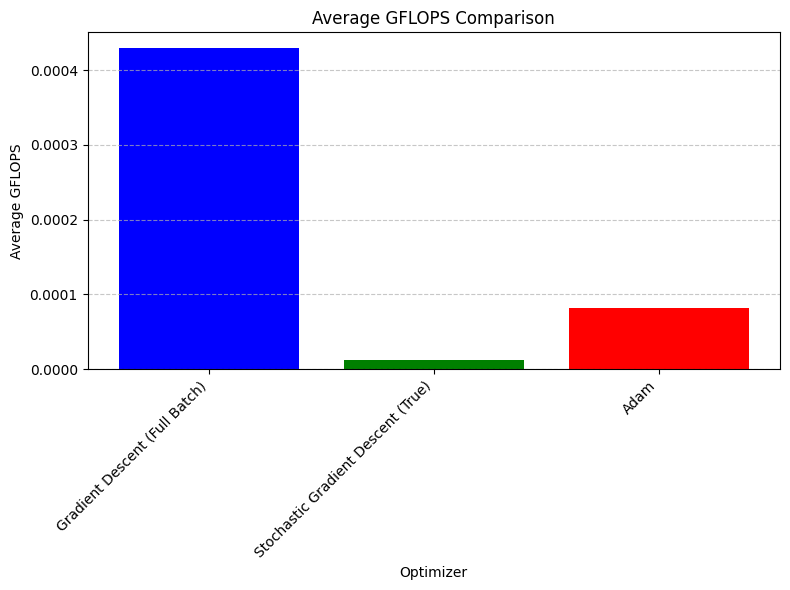 Average GFLOPS Comparison
Average GFLOPS
0.0004
0.0003
0.0002
0.0001
0.0000
Gradient Descent (Full Batch)
Stochastic Gradient Descent (True)
Adam
Optimizer